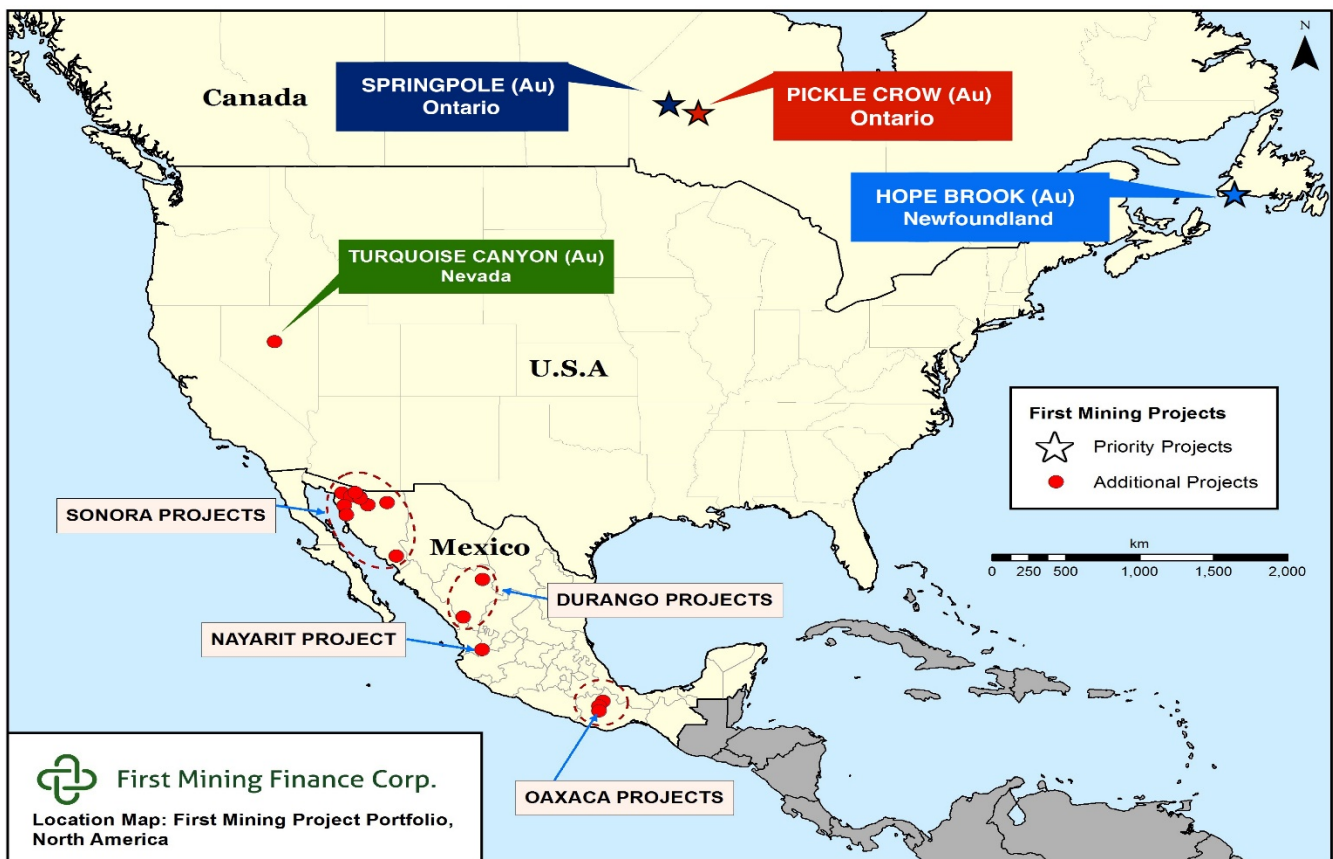 N
Canada
SPRINGPOLE (Au)
Ontario
PICKLE CROW (Au)
Ontario
HOPE BROOK (Au)
Newfoundland
TURQUOISE CANYON (Au)
Nevada
U.S.A
First Mining Projects
Priority Projects
Additional Projects
SONORA PROJECTS
Mexico
km
0 250 500 1,000 1,500 2,000
DURANGO PROJECTS
NAYARIT PROJECT
OAXACA PROJECTS
First Mining Finance Corp.
Location Map: First Mining Project Portfolio,
North America